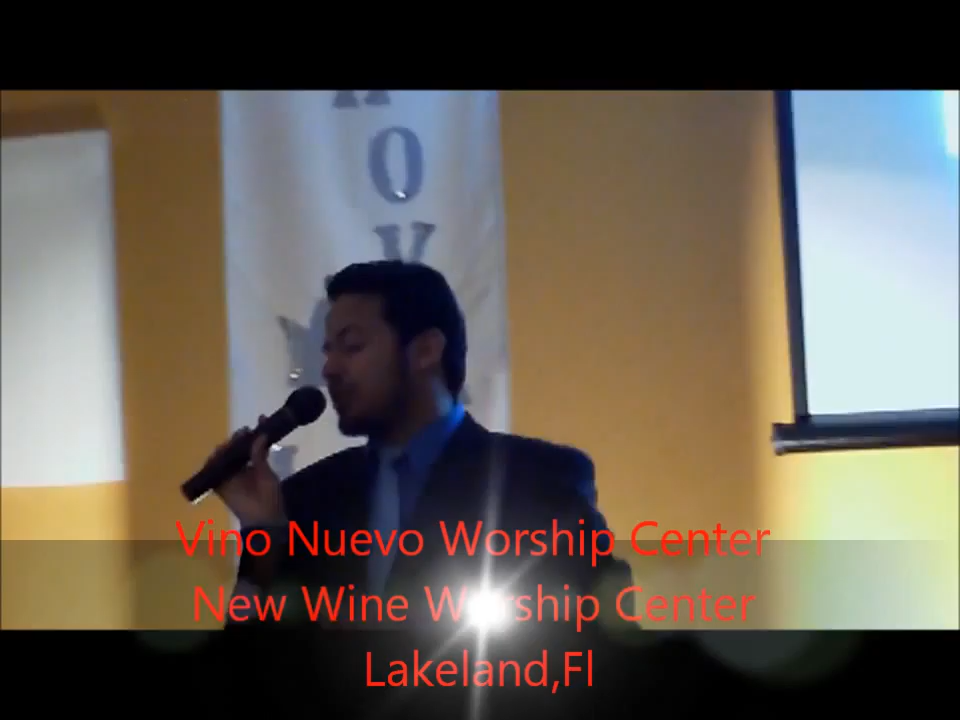 O
V
Vino Nuevo Worship Center
New Wine Worship Center
Lakeland,Fl